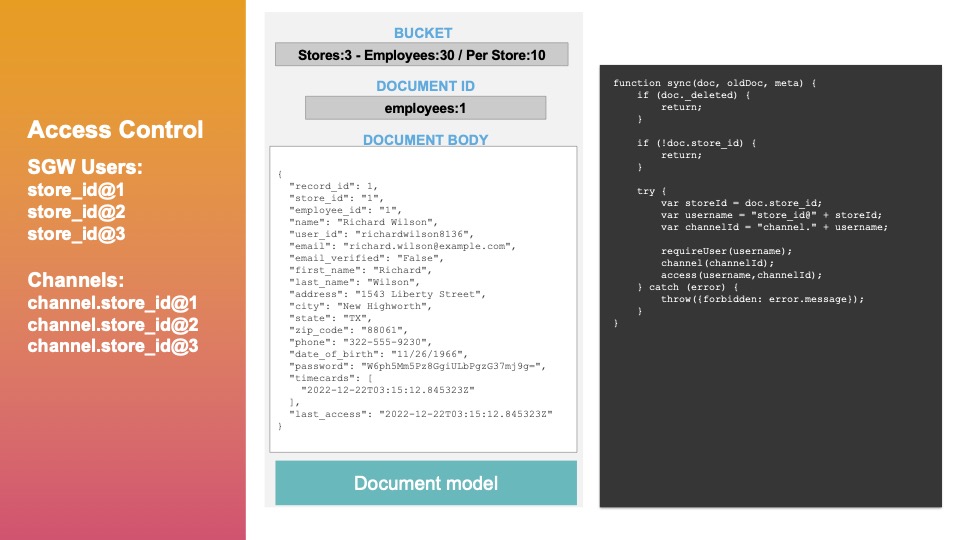 Access Control
SGW Users:
store_id@1
store_id@2
store_id@3
Channels:
channel.store_id@1
channel.store_id@2
channel.store_id@3
BUCKET
Stores:3 - Employees:30 / Per Store:10
DOCUMENT ID
employees:1
DOCUMENT BODY
{
  "record_id": 1,
  "store_id": "1",
  "employee_id": "1",
  "name": "Richard Wilson",
  "user_id": "richardwilson8136",
  "email": "richard.wilson@example.com",
  "email_verified": "False",
  "first_name": "Richard",
  "last_name": "Wilson",
  "address": "1543 Liberty Street",
  "city": "New Highworth",
  "state": "TX",
  "zip_code": "88061",
  "phone": "322-555-9230",
  "date_of_birth": "11/26/1966",
  "password": "W6ph5Mm5Pz8GgiULbPgzG37mj9g=",
  "timecards": [
    "2022-12-22T03:15:12.845323Z"
  ],
  "last_access": "2022-12-22T03:15:12.845323Z"
}
Document model
function sync(doc, oldDoc, meta) {
    if (doc._deleted) {
        return;
    }
    if (!doc.store_id) {
        return;
    }
    try {
        var storeId = doc.store_id;
        var username = "store_id@" + storeId;
        var channelId = "channel." + username;
        requireUser(username);
        channel(channelId);
        access(username,channelId);
    } catch (error) {
        throw({forbidden: error.message});
    }
}